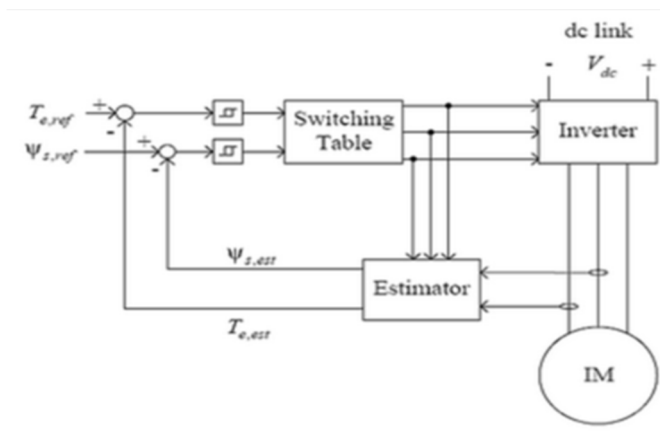 dc link
- V_dc +
T_e,ref + -
Ψ_s,ref + -
Switching
Table
Inverter
Ψ_s,est
Estimator
T_e,est
IM